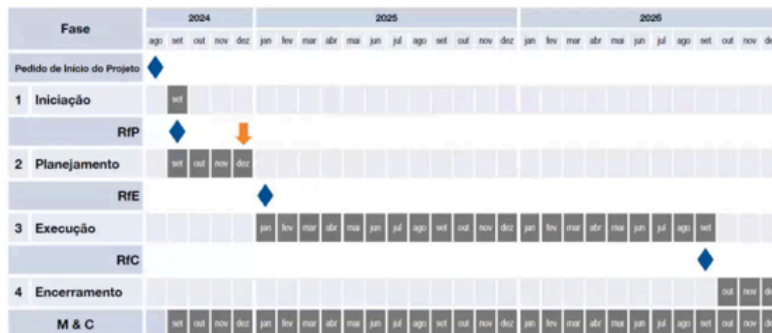 Fase 2024 2025 2026
ago set out nov dez jan fev mar abr mai jun jul ago set out nov dez jan fev mar abr mai jun jul ago set out nov
Pedido de Início do Projeto
1 Iniciação set
RfP
2 Planejamento set out nov dez
RfE
3 Execução jan fev mar abr mai jun jul ago set out nov dez jan fev mar abr mai jun jul ago set
RfC
4 Encerramento out nov
M & C set out nov dez jan fev mar abr mai jun jul ago set out nov dez jan fev mar abr mai jun jul ago set out nov